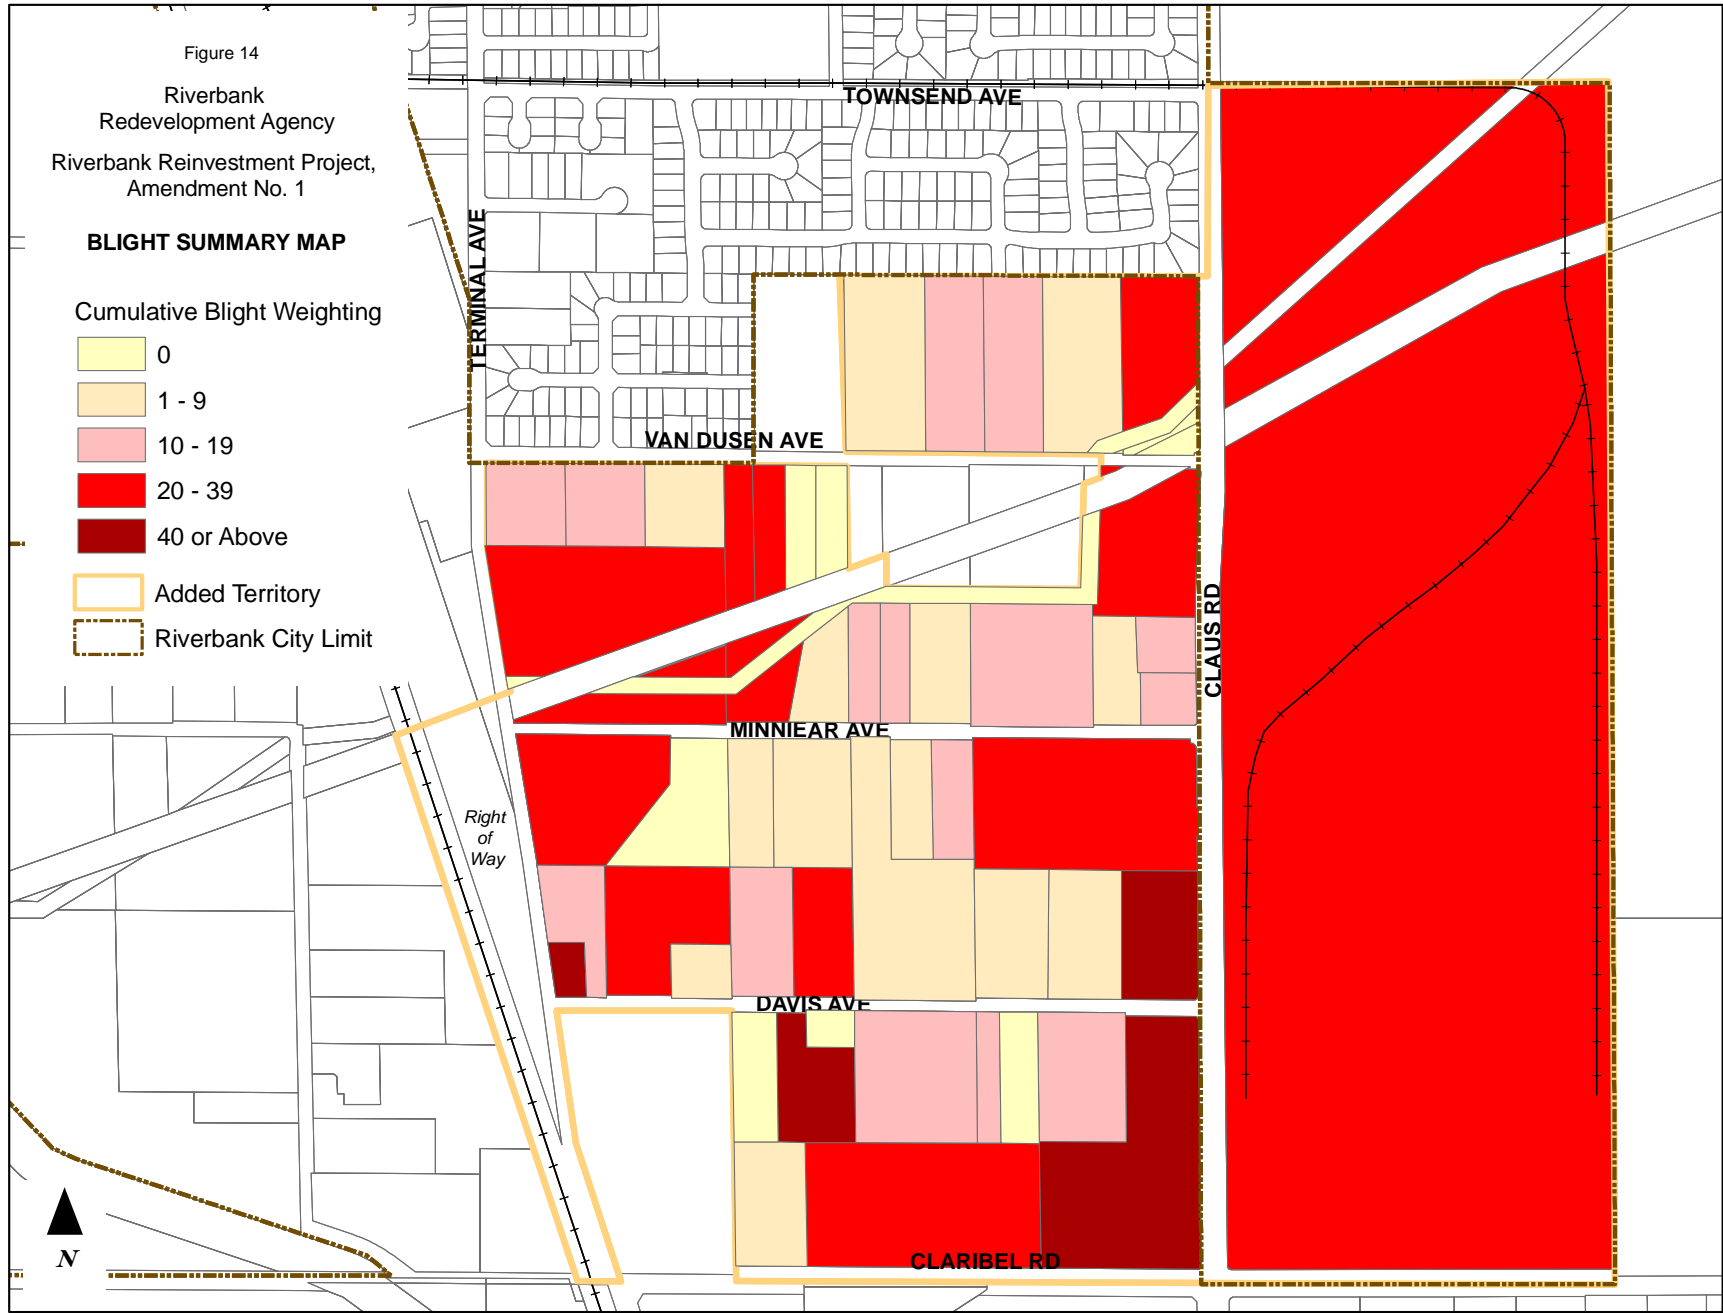 Figure 14
Riverbank
Redevelopment Agency
Riverbank Reinvestment Project,
Amendment No. 1
BLIGHT SUMMARY MAP
Cumulative Blight Weighting
0
1 - 9
10 - 19
20 - 39
40 or Above
Added Territory
Riverbank City Limit
TOWNSEND AVE
TERMINAL AVE
VAN DUSEN AVE
CLAUS RD
MINNIEAR AVE
Right
of
Way
DAVIS AVE
CLARIBEL RD
N